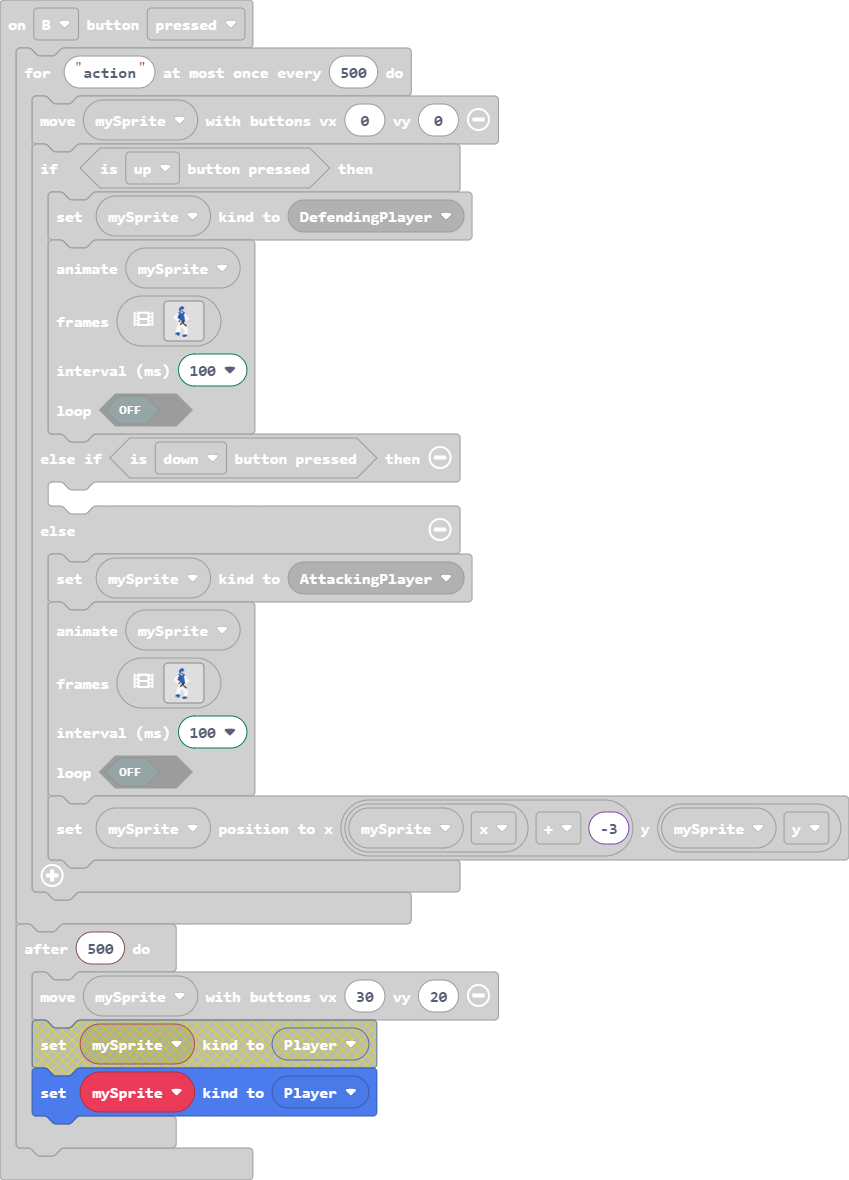 on B button pressed
for "action" at most once every 500 do
move mySprite with buttons vx 0 vy 0
if is up button pressed then
set mySprite kind to DefendingPlayer
animate mySprite
frames
interval (ms) 100
loop OFF
else if is down button pressed then
else
set mySprite kind to AttackingPlayer
animate mySprite
frames
interval (ms) 100
loop OFF
set mySprite position to x mySprite x + -3 y mySprite y
after 500 do
move mySprite with buttons vx 30 vy 20
set mySprite kind to Player
set mySprite kind to Player